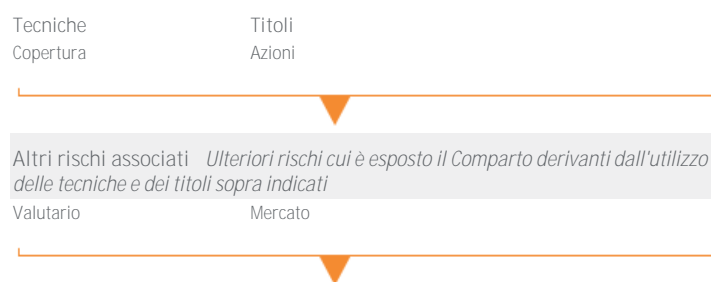 Tecniche Titoli
Copertura Azioni
Altri rischi associati Ulteriori rischi cui è esposto il Comparto derivanti dall'utilizzo
delle tecniche e dei titoli sopra indicati
Valutario Mercato